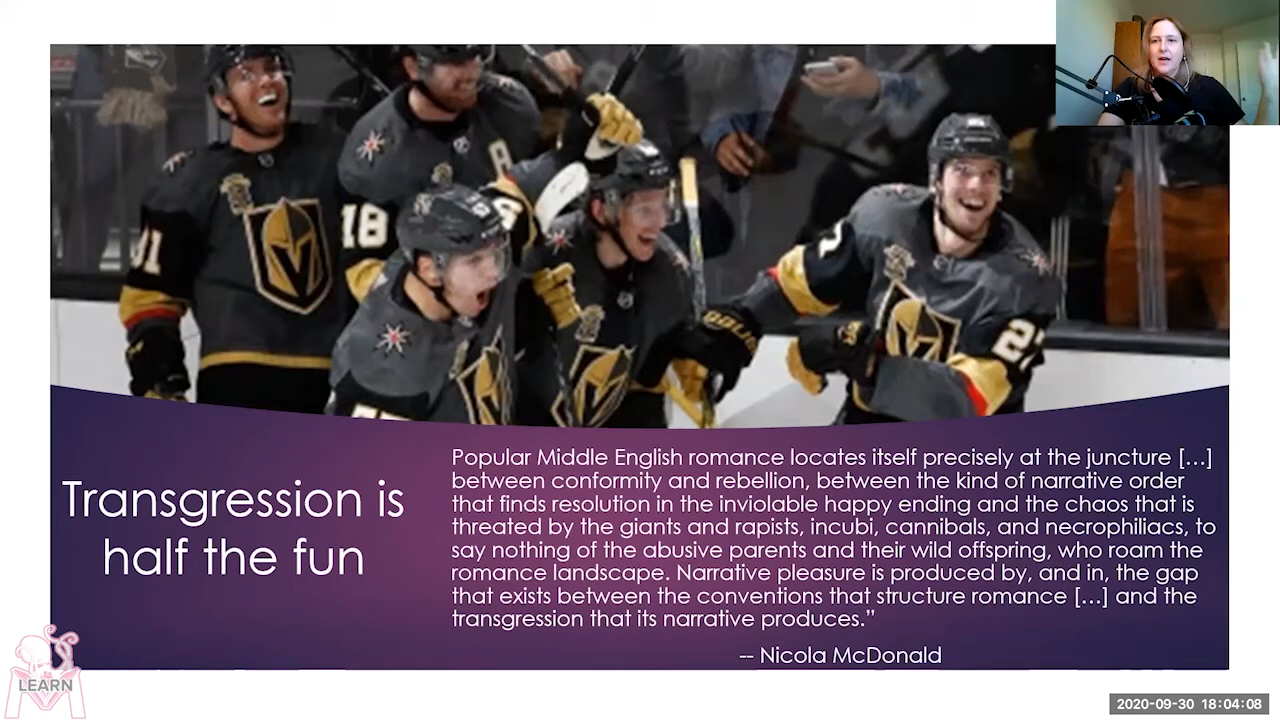 18
27
Transgression is
half the fun
Popular Middle English romance locates itself precisely at the juncture […]
between conformity and rebellion, between the kind of narrative order
that finds resolution in the inviolable happy ending and the chaos that is
threated by the giants and rapists, incubi, cannibals, and necrophiliacs, to
say nothing of the abusive parents and their wild offspring, who roam the
romance landscape. Narrative pleasure is produced by, and in, the gap
that exists between the conventions that structure romance […] and the
transgression that its narrative produces.”
-- Nicola McDonald
LEARN
2020-09-30 18:04:08